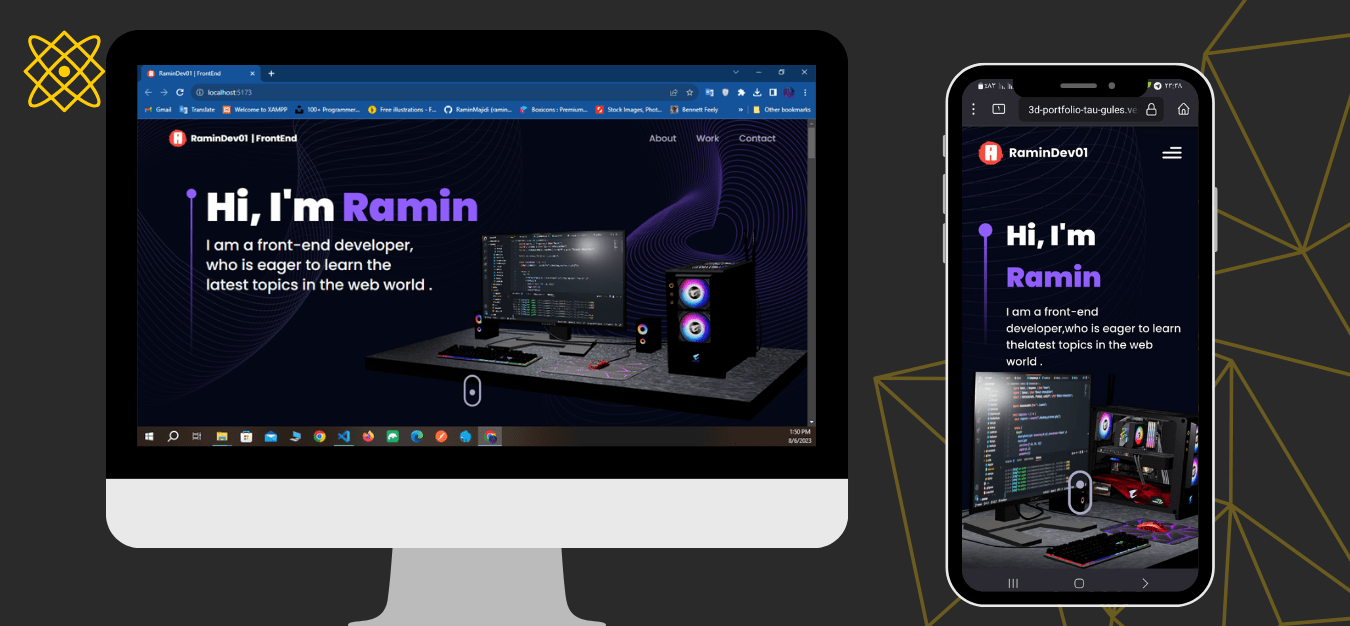 RaminDev01 | FrontEnd
localhost:5173
Gmail
Translate
Welcome to XAMPP
100+ Programmer...
Free illustrations - F...
RaminMajidi (ramin...
Boxicons : Premium...
Stock Images, Phot...
Bennett Feely
»
Other bookmarks
RaminDev01 | FrontEnd
About
Work
Contact
Hi, I'm Ramin
I am a front-end developer,
who is eager to learn the
latest topics in the web world .
1:50 PM
8/6/2023
٪۸۳
۲۳:۲۸
3d-portfolio-tau-gules.ve
RaminDev01
Hi, I'm
Ramin
I am a front-end
developer,who is eager to learn
thelatest topics in the web
world .